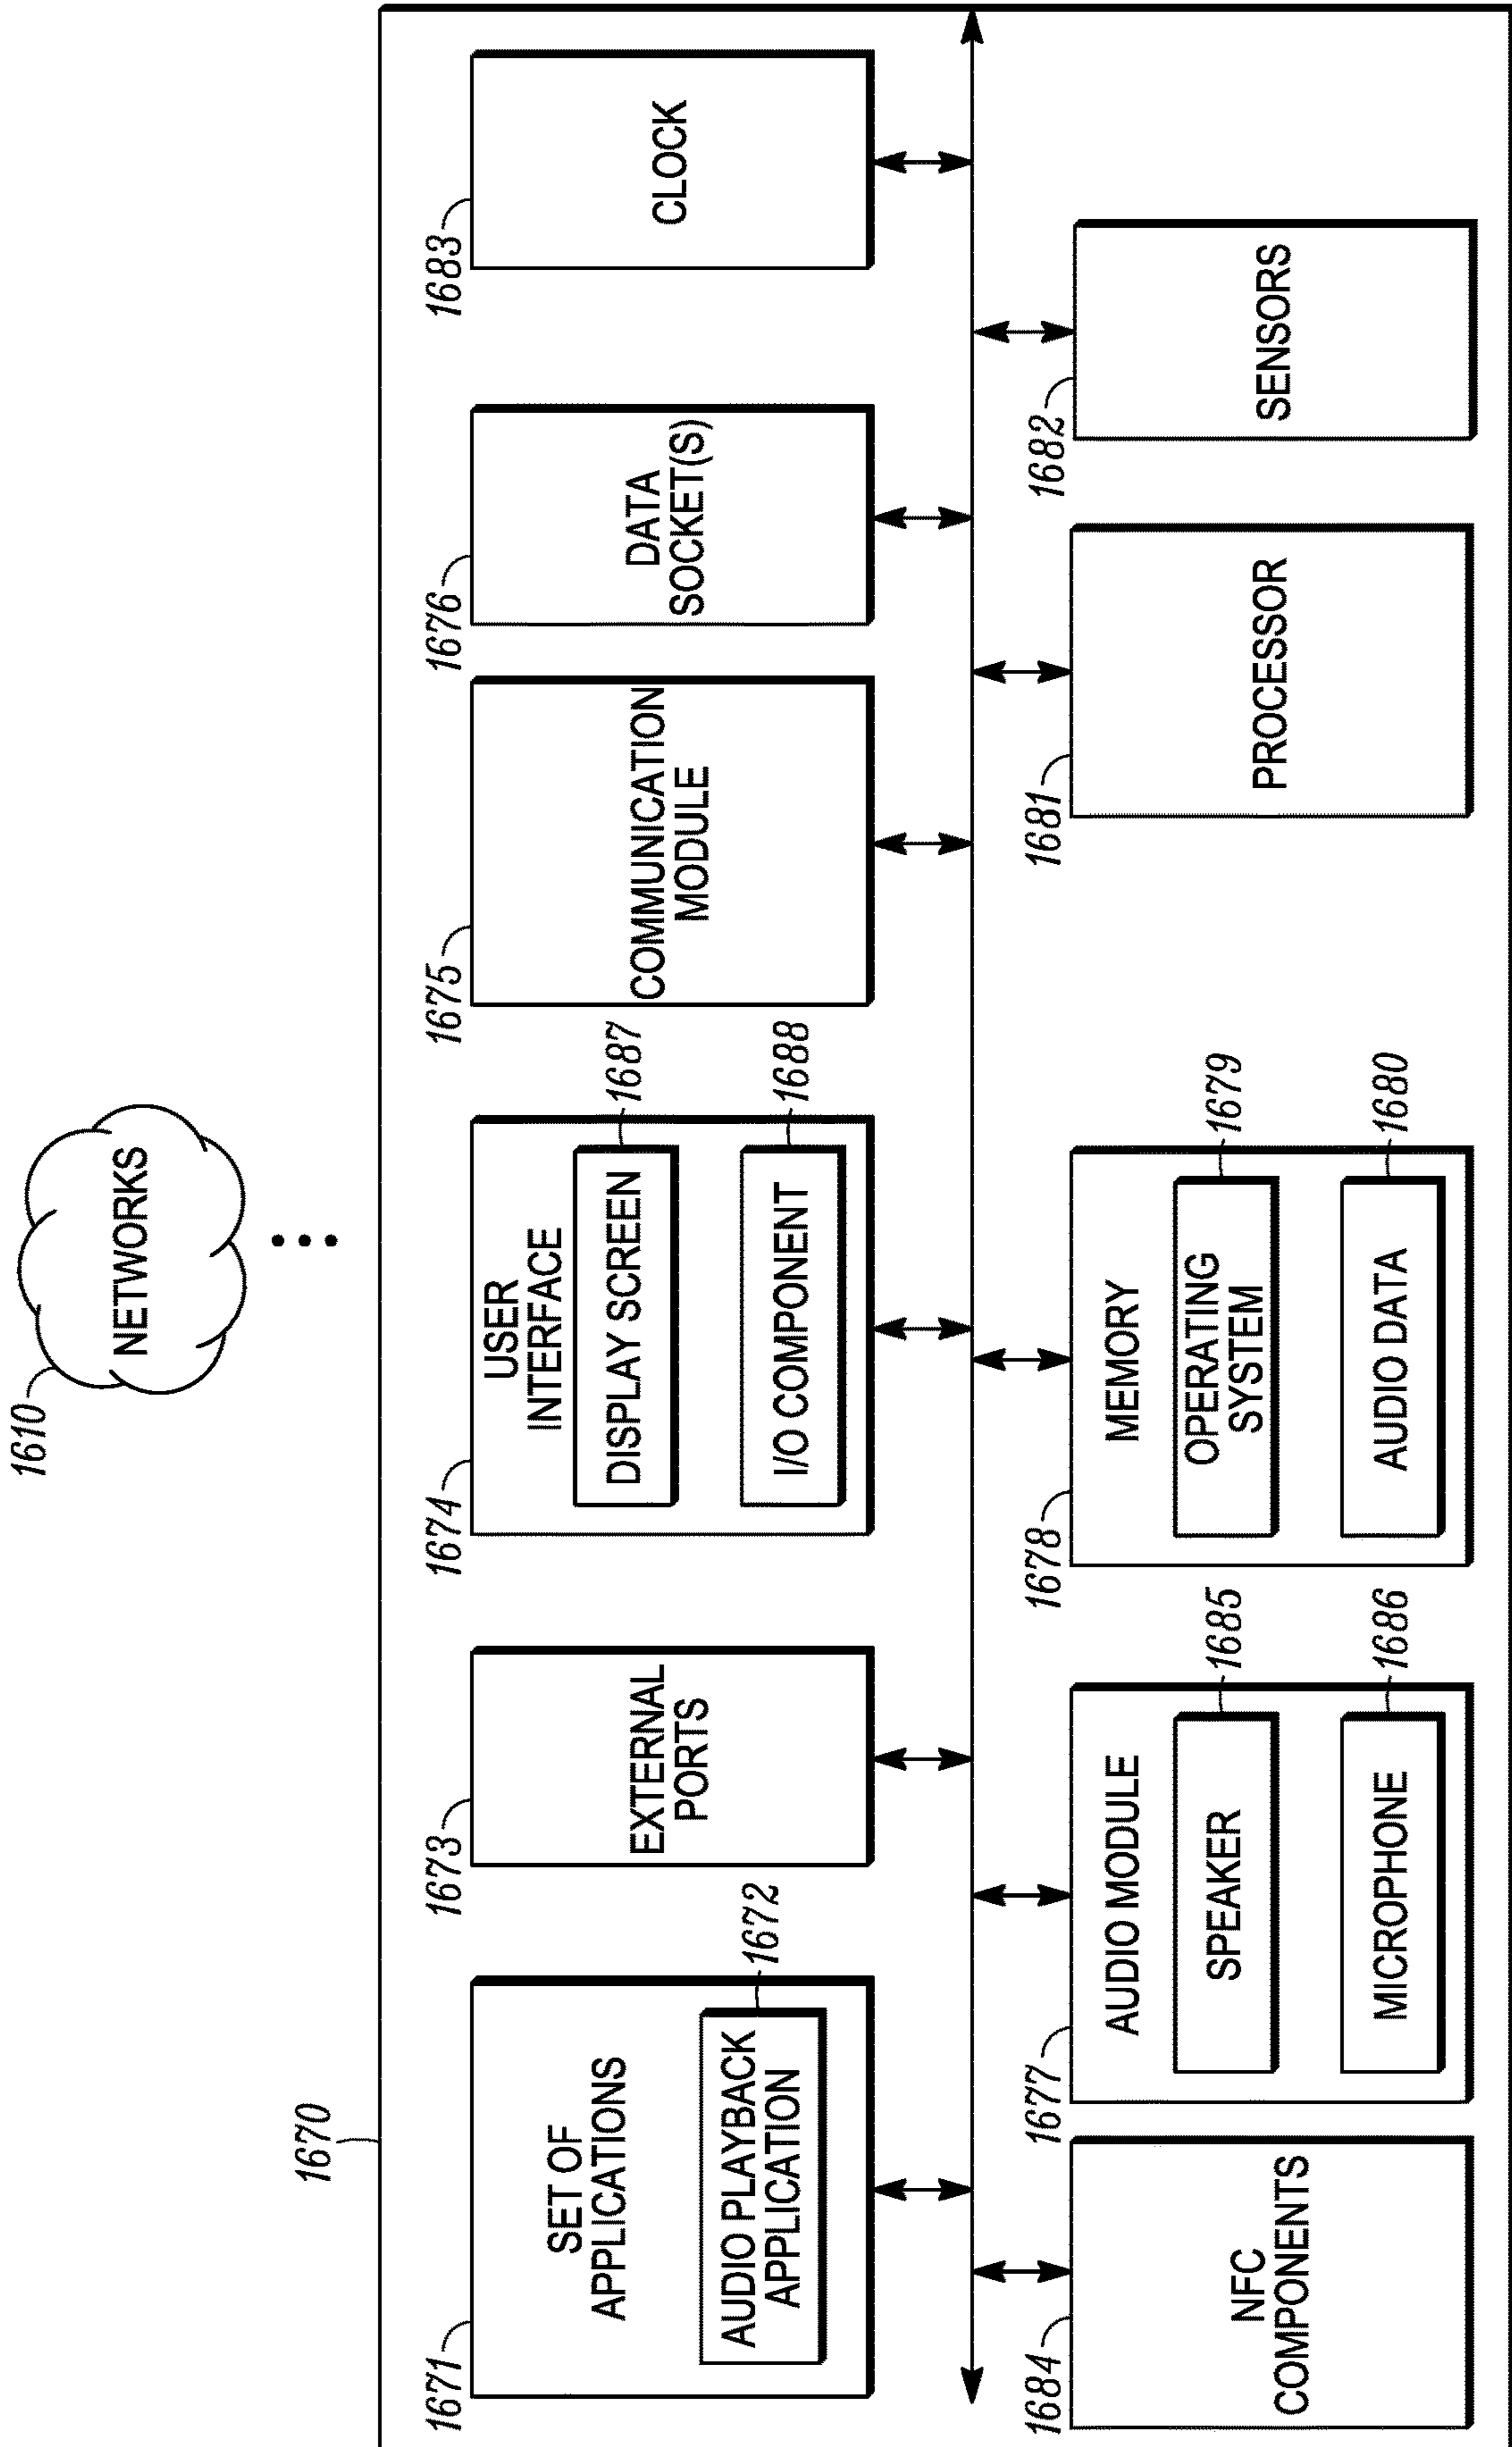 1610
NETWORKS
1670
1671
SET OF
APPLICATIONS
AUDIO PLAYBACK
APPLICATION
1672
1673
EXTERNAL
PORTS
1674
USER
INTERFACE
DISPLAY SCREEN
1687
I/O COMPONENT
1688
1675
COMMUNICATION
MODULE
1676
DATA
SOCKET(S)
1683
CLOCK
1684
NFC
COMPONENTS
1677
AUDIO MODULE
SPEAKER
1685
MICROPHONE
1686
1678
MEMORY
OPERATING
SYSTEM
1679
AUDIO DATA
1680
1681
PROCESSOR
1682
SENSORS